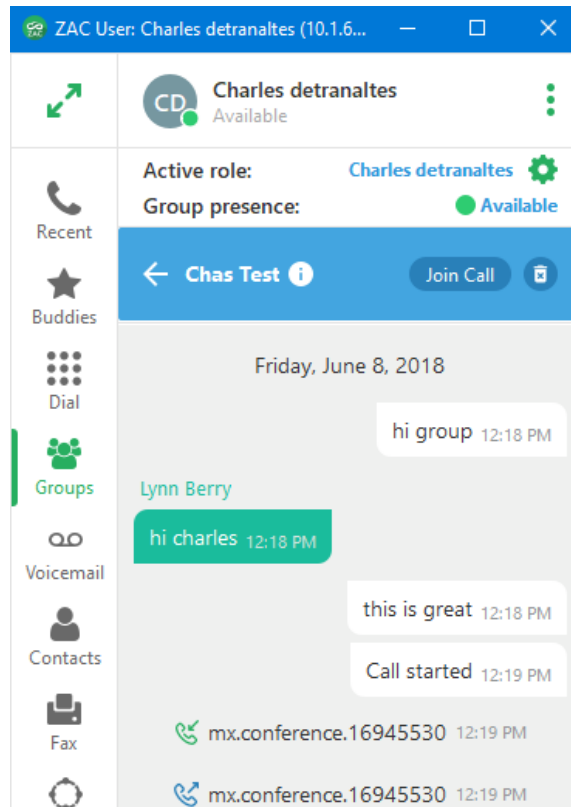 ZAC User: Charles detranaltes (10.1.6...
CD
Charles detranaltes
Available
Active role: Charles detranaltes
Group presence: Available
Recent
Buddies
Dial
Groups
Voicemail
Contacts
Fax
Chas Test
Join Call
Friday, June 8, 2018
hi group 12:18 PM
Lynn Berry
hi charles 12:18 PM
this is great 12:18 PM
Call started 12:19 PM
mx.conference.16945530 12:19 PM
mx.conference.16945530 12:19 PM